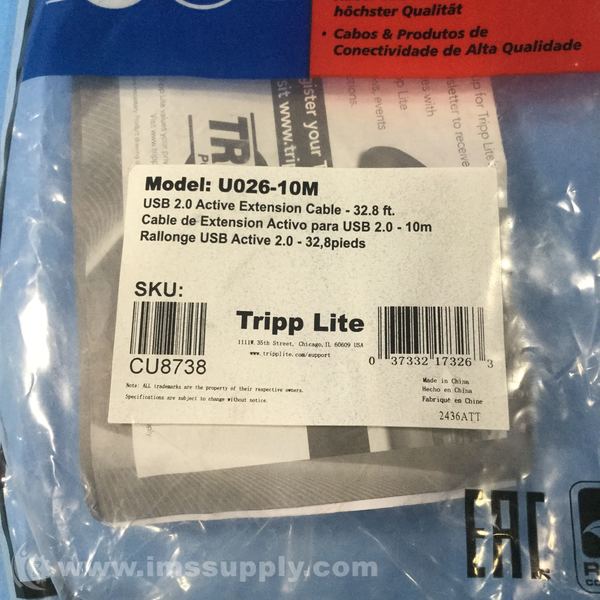 höchster Qualität
• Cabos & Produtos de
Conectividade de Alta Qualidade
Model: U026-10M
USB 2.0 Active Extension Cable - 32.8 ft.
Cable de Extension Activo para USB 2.0 - 10m
Rallonge USB Active 2.0 - 32,8pieds
SKU:
CU8738
Tripp Lite
1111W. 35th Street, Chicago,IL 60609 USA
www.tripplite.com/support
0 37332 17326 3
Note: ALL trademarks are the property of their respective owners.
Specifications are subject to change without notice.
Made in China
Hecho en China
Fabriqué en Chine
2436ATT
EAC
www.imssupply.com